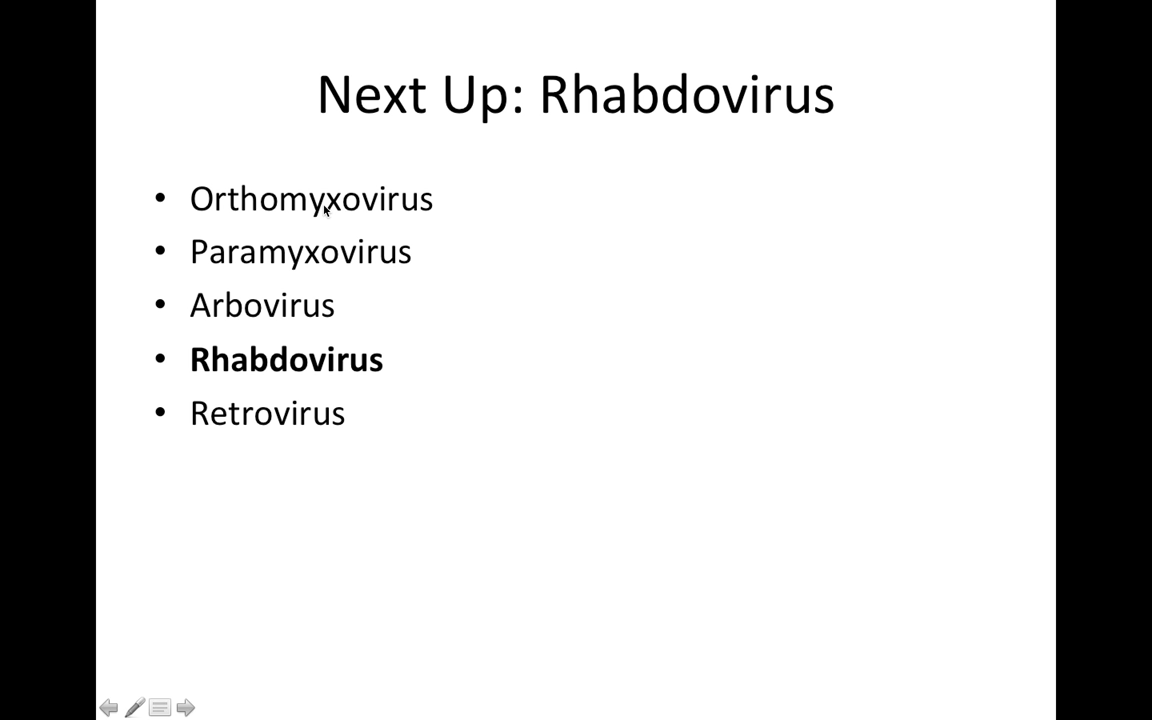 Next Up: Rhabdovirus
• Orthomyxovirus
• Paramyxovirus
• Arbovirus
• Rhabdovirus
• Retrovirus